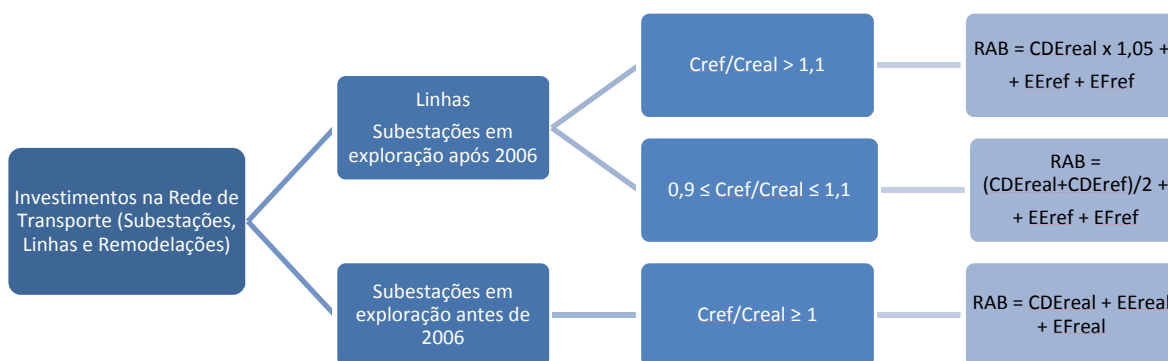 Investimentos na Rede de
Transporte (Subestações,
Linhas e Remodelações)
Linhas
Subestações em
exploração após 2006
Cref/Creal > 1,1
RAB = CDEreal x 1,05 +
+ EEref + EFref
0,9 ≤ Cref/Creal ≤ 1,1
RAB =
(CDEreal+CDEref)/2 +
+ EEref + EFref
Subestações em
exploração antes de
2006
Cref/Creal ≥ 1
RAB = CDEreal + EEreal
+ EFreal